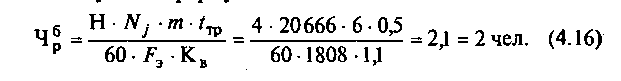 Ч_р^б = (Н · N_j · m · t_тр) / (60 · F_э · К_в) = (4 · 20666 · 6 · 0,5) / (60 · 1808 · 1,1) = 2,1 = 2 чел. (4.16)